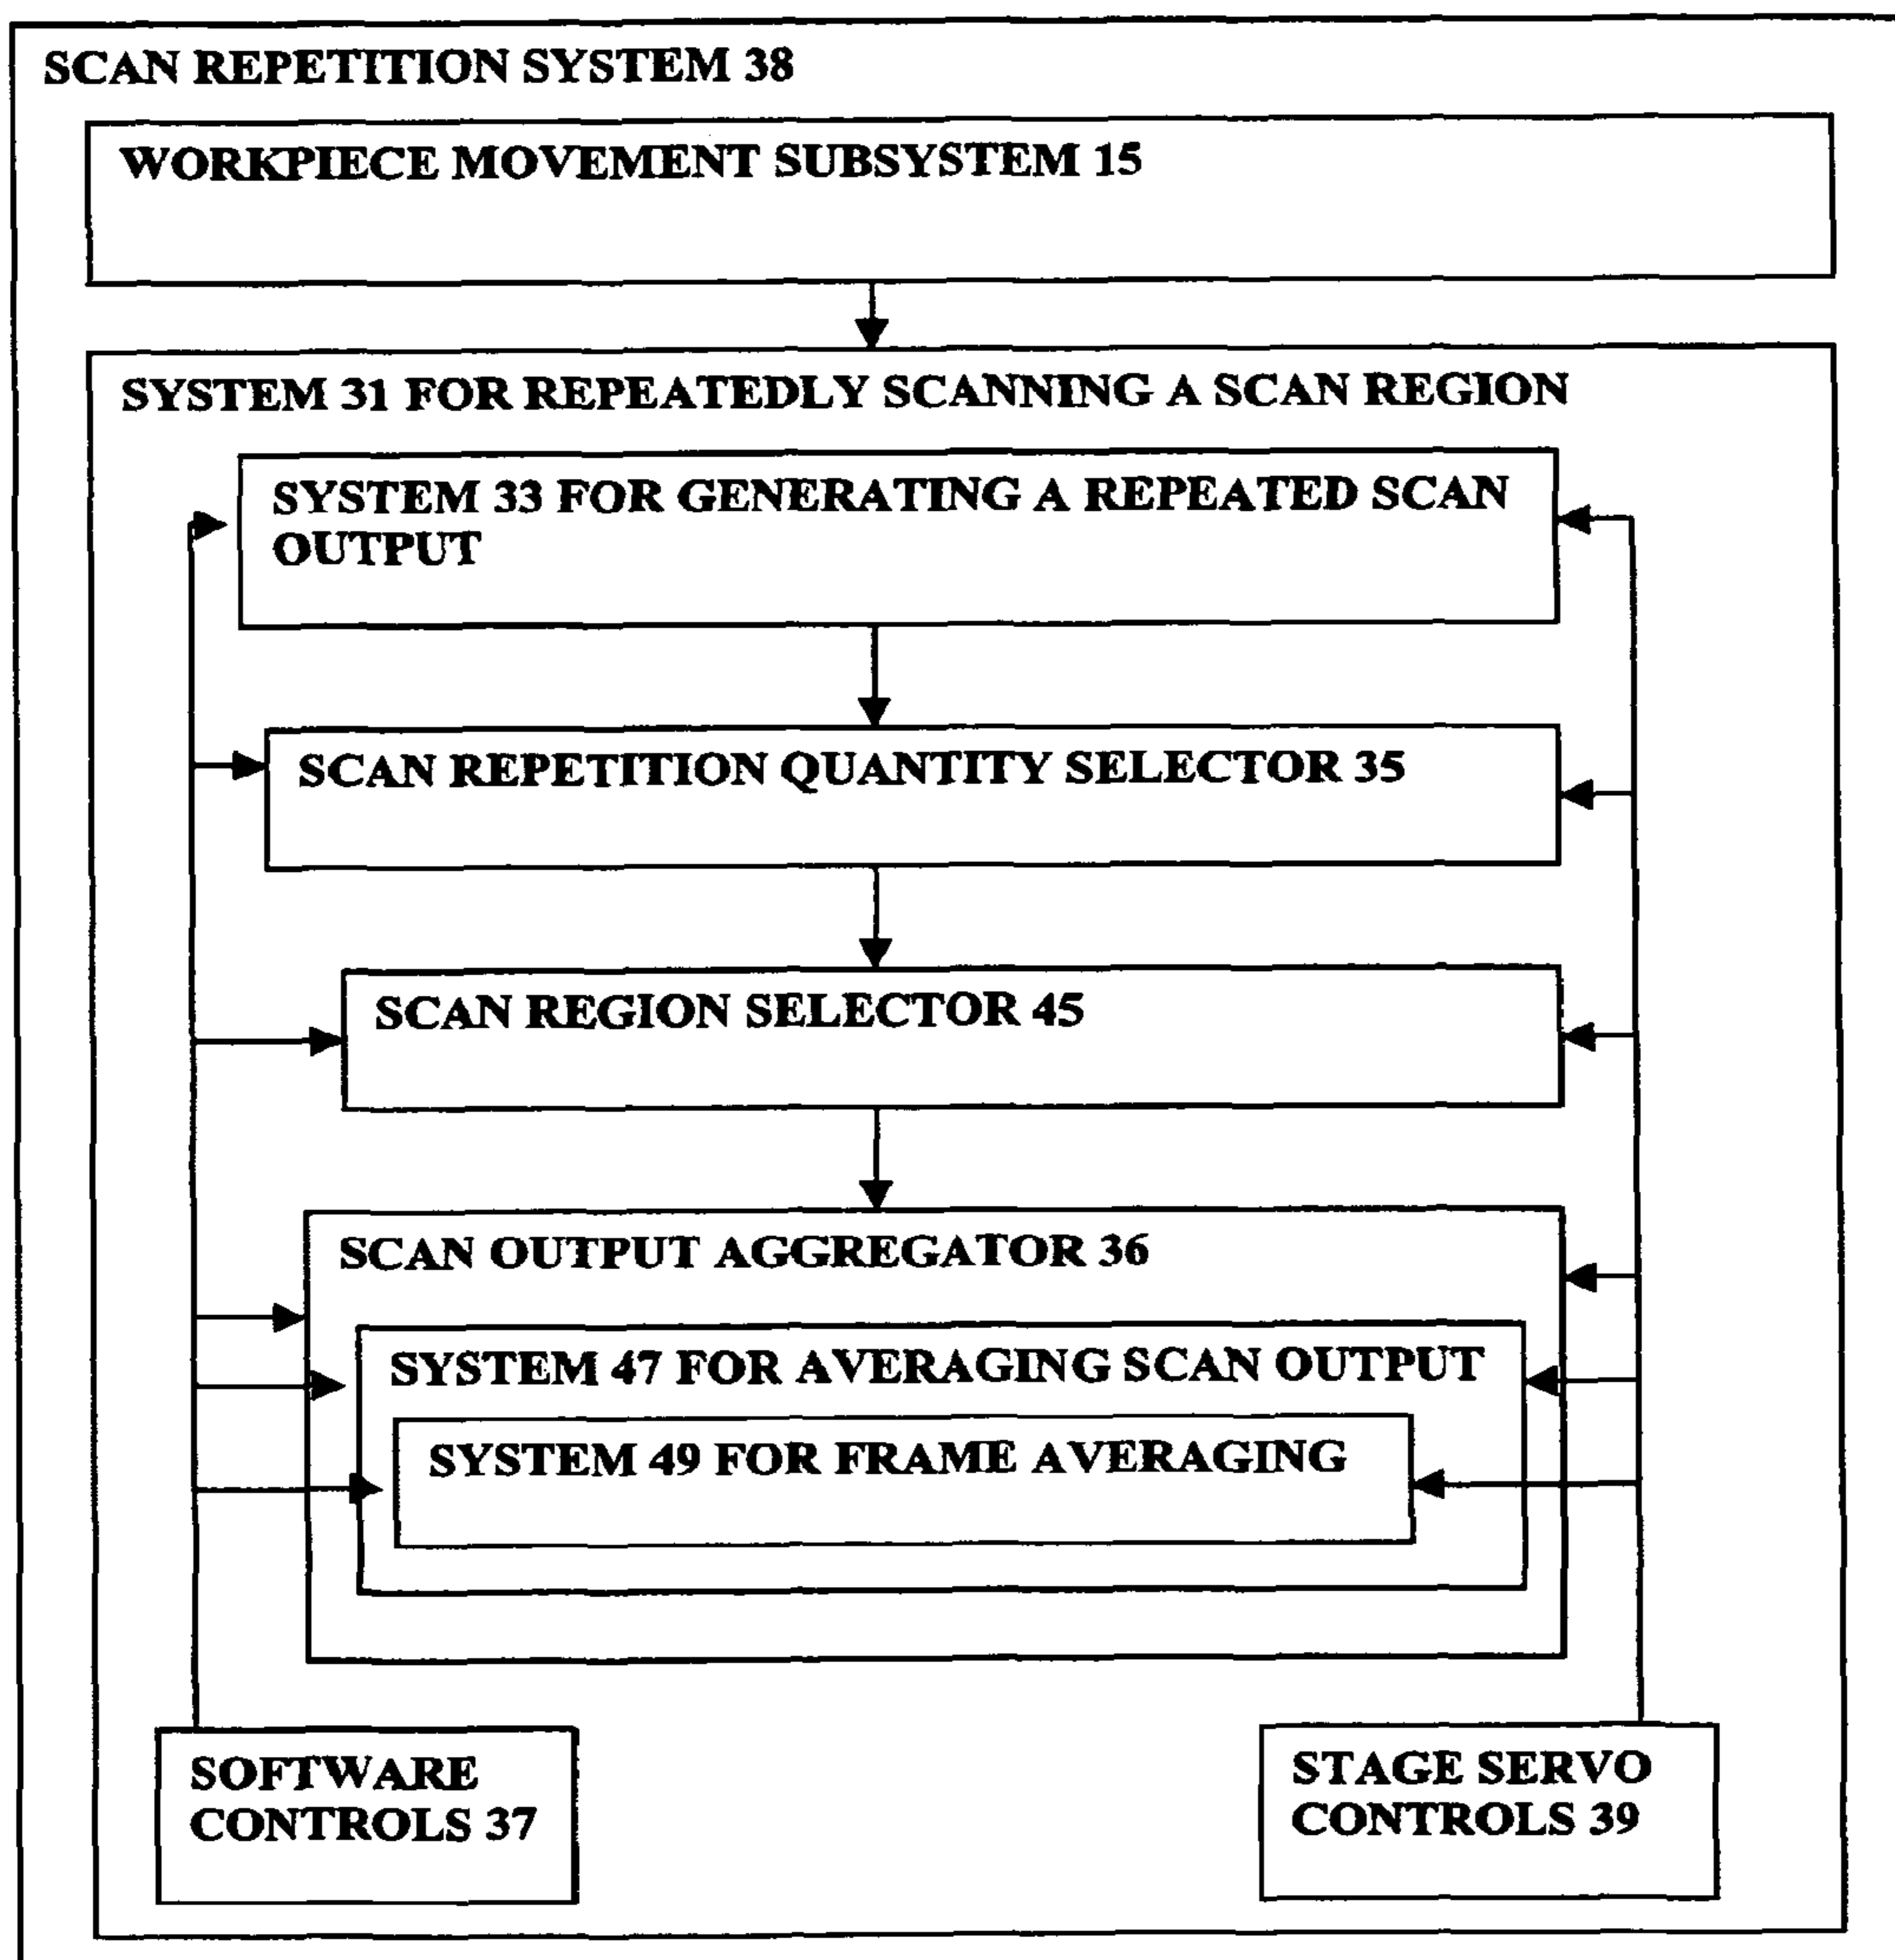 SCAN REPETITION SYSTEM 38
WORKPIECE MOVEMENT SUBSYSTEM 15
SYSTEM 31 FOR REPEATEDLY SCANNING A SCAN REGION
SYSTEM 33 FOR GENERATING A REPEATED SCAN
OUTPUT
SCAN REPETITION QUANTITY SELECTOR 35
SCAN REGION SELECTOR 45
SCAN OUTPUT AGGREGATOR 36
SYSTEM 47 FOR AVERAGING SCAN OUTPUT
SYSTEM 49 FOR FRAME AVERAGING
SOFTWARE
CONTROLS 37
STAGE SERVO
CONTROLS 39